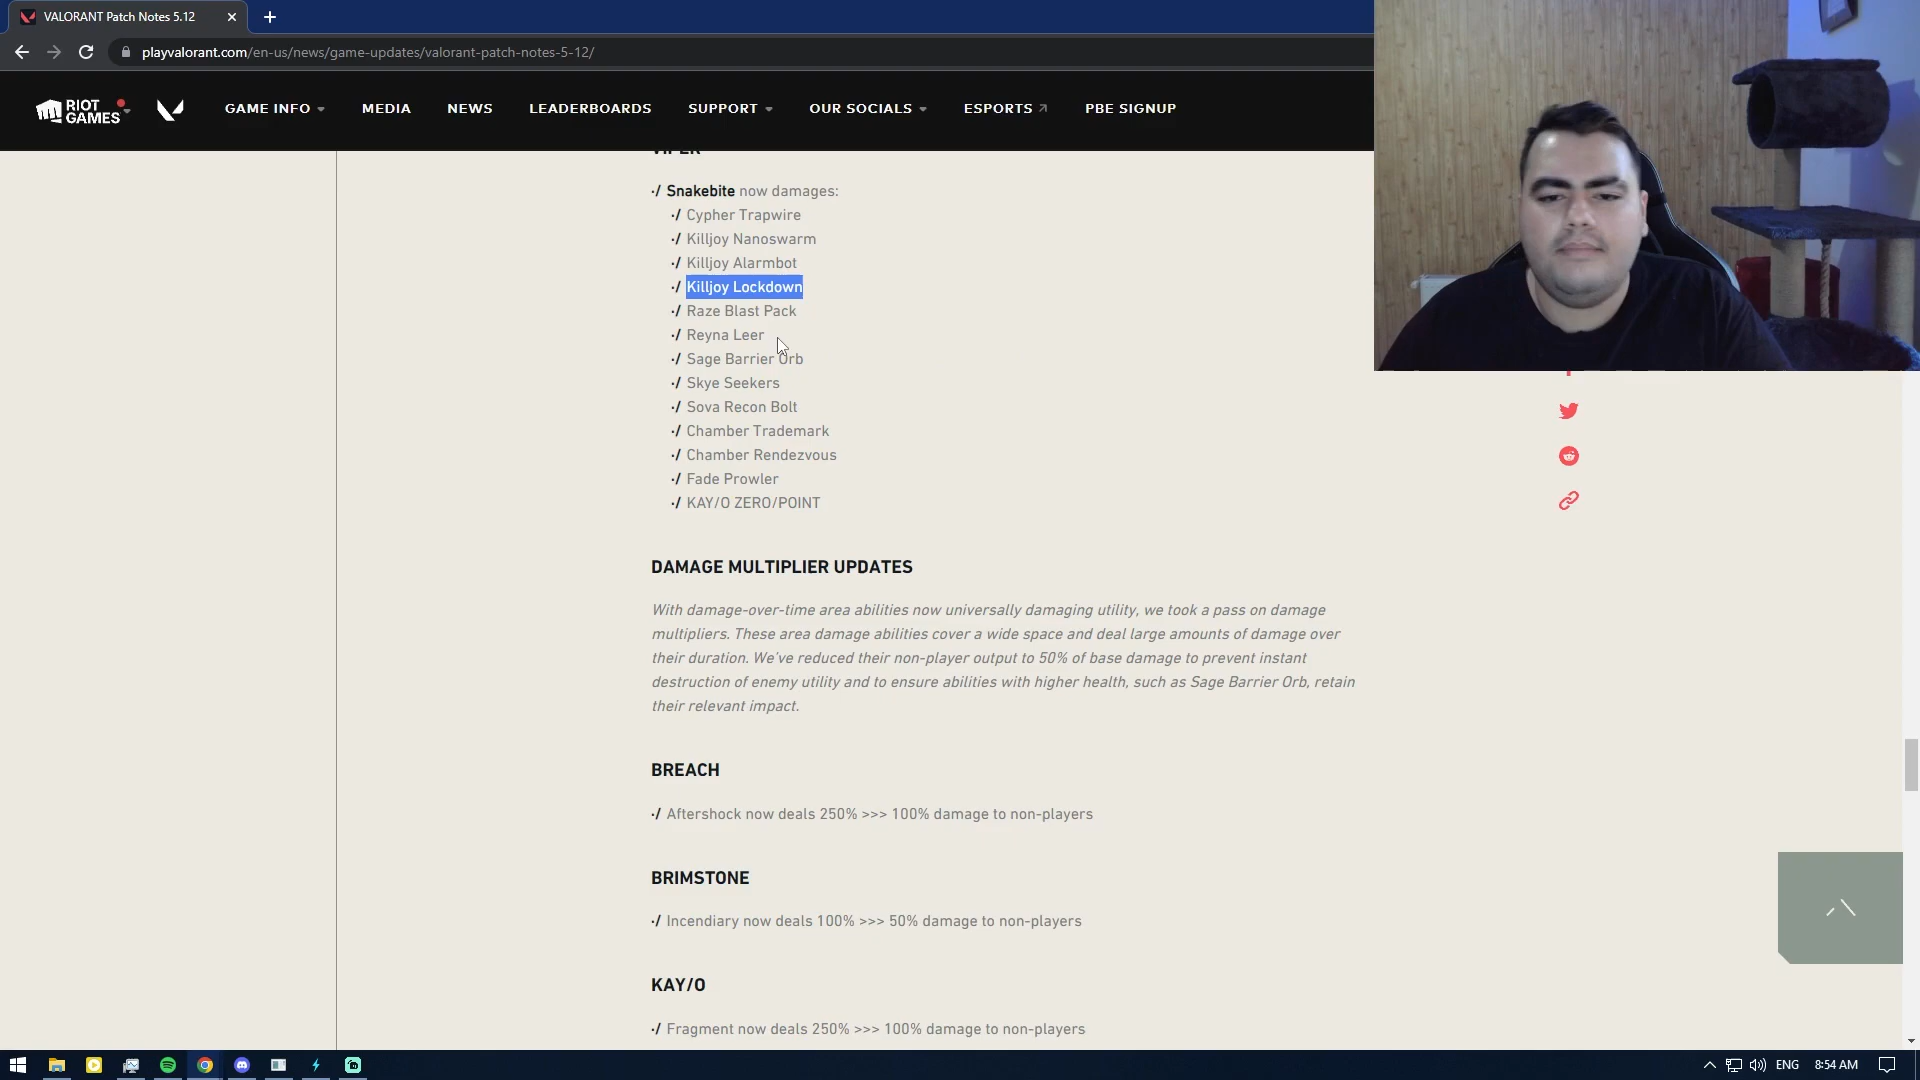 VALORANT Patch Notes 5.12
playvalorant.com/en-us/news/game-updates/valorant-patch-notes-5-12/
RIOT GAMES
GAME INFO
MEDIA
NEWS
LEADERBOARDS
SUPPORT
OUR SOCIALS
ESPORTS
PBE SIGNUP
VIPER
Snakebite now damages:
Cypher Trapwire
Killjoy Nanoswarm
Killjoy Alarmbot
Killjoy Lockdown
Raze Blast Pack
Reyna Leer
Sage Barrier Orb
Skye Seekers
Sova Recon Bolt
Chamber Trademark
Chamber Rendezvous
Fade Prowler
KAY/O ZERO/POINT
DAMAGE MULTIPLIER UPDATES
With damage-over-time area abilities now universally damaging utility, we took a pass on damage
multipliers. These area damage abilities cover a wide space and deal large amounts of damage over
their duration. We've reduced their non-player output to 50% of base damage to prevent instant
destruction of enemy utility and to ensure abilities with higher health, such as Sage Barrier Orb, retain
their relevant impact.
BREACH
Aftershock now deals 250% >>> 100% damage to non-players
BRIMSTONE
Incendiary now deals 100% >>> 50% damage to non-players
KAY/O
Fragment now deals 250% >>> 100% damage to non-players
ENG
8:54 AM